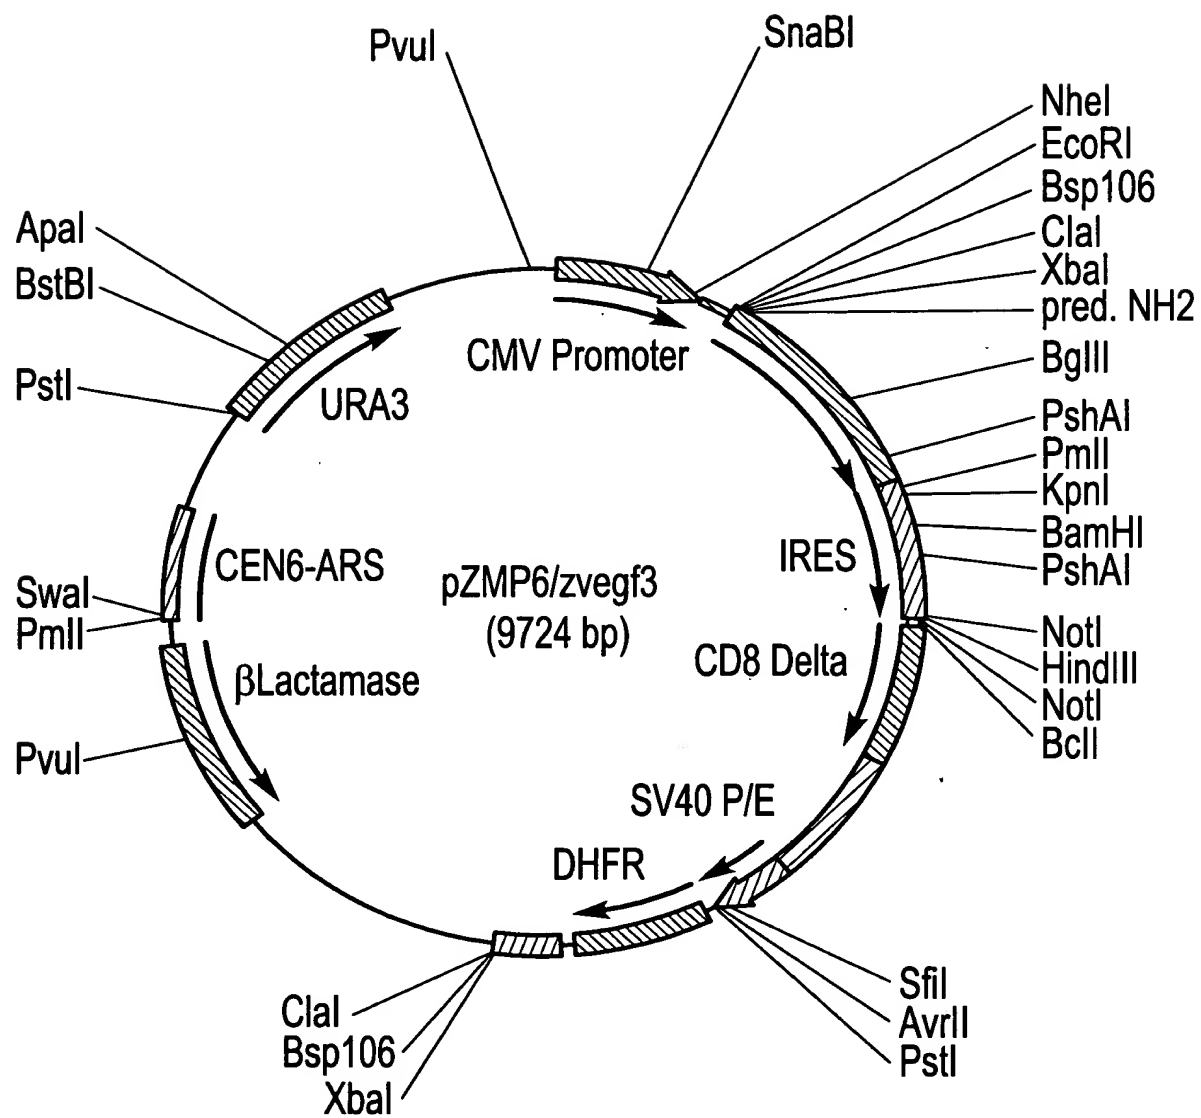 PvuI
SnaBI
NheI
EcoRI
Bsp106
ClaI
XbaI
pred. NH2
BglII
PshAI
PmlI
KpnI
BamHI
PshAI
NotI
HindIII
NotI
BclI
ApaI
BstBI
PstI
SwaI
PmlI
PvuI
CMV Promoter
URA3
CEN6-ARS
pZMP6/zvegf3
(9724 bp)
IRES
CD8 Delta
βLactamase
SV40 P/E
DHFR
ClaI
Bsp106
XbaI
SfiI
AvrII
PstI